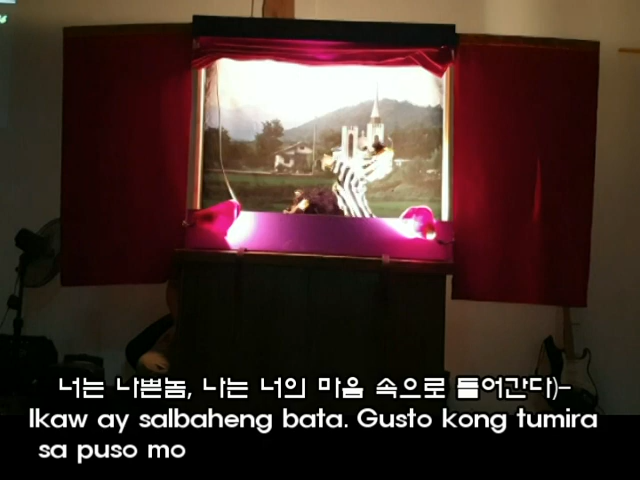 너는 나쁜놈, 나는 너의 마음 속으로 들어간다)-
Ikaw ay salbaheng bata. Gusto kong tumira
sa puso mo